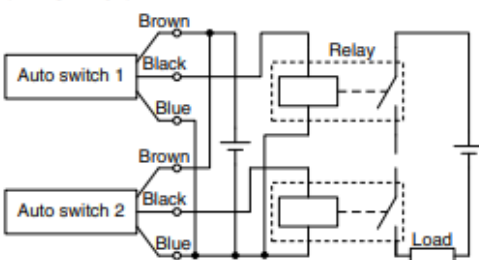 Brown
Auto switch 1
Black
Relay
Blue
Brown
Auto switch 2
Black
Blue
Load